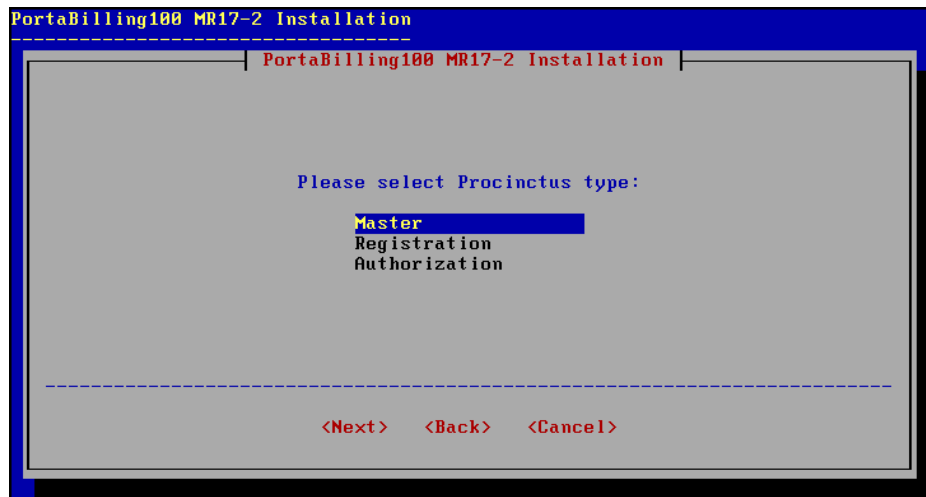 PortaBilling100 MR17-2 Installation
PortaBilling100 MR17-2 Installation
Please select Procinctus type:
Master
Registration
Authorization
<Next> <Back> <Cancel>